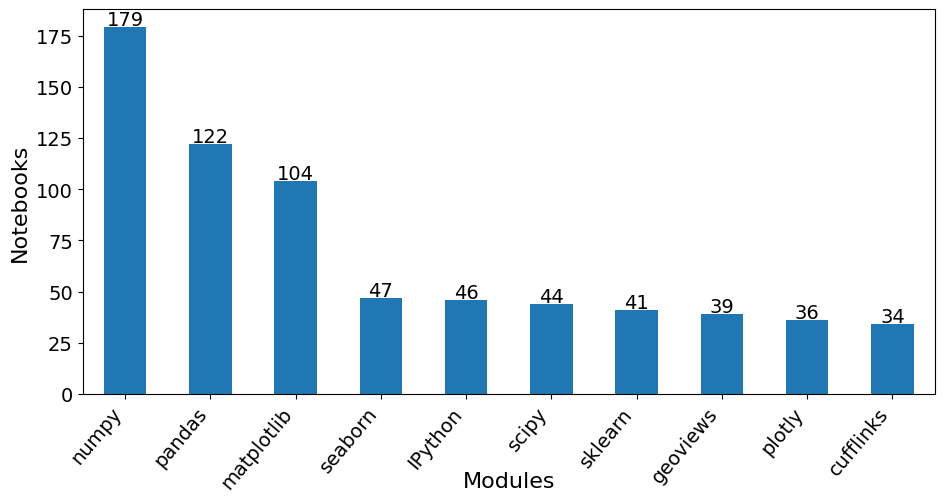 179
175
150
125
122
104
100
75
50
47
46
44
41
39
36
34
25
0
Notebooks
numpy
pandas
matplotlib
seaborn
IPython
scipy
sklearn
geoviews
plotly
cufflinks
Modules